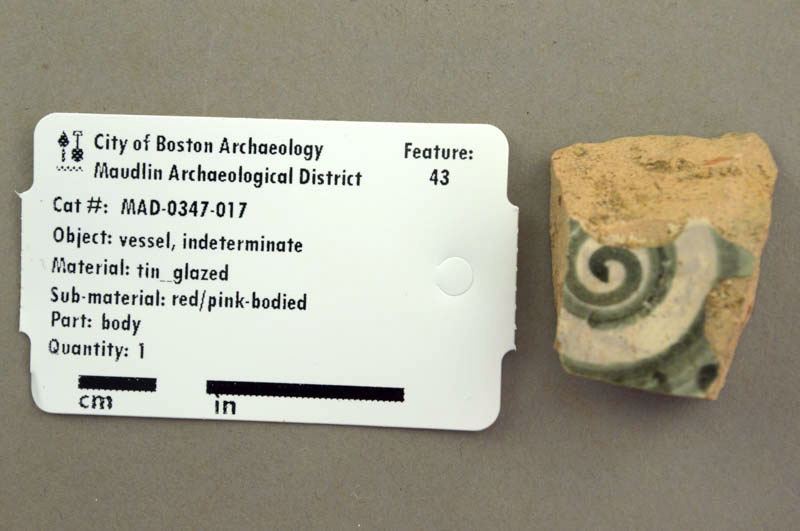 City of Boston Archaeology
Maudlin Archaeological District
Feature:
43
Cat #: MAD-0347-017
Object: vessel, indeterminate
Material: tin_glazed
Sub-material: red/pink-bodied
Part: body
Quantity: 1
cm in